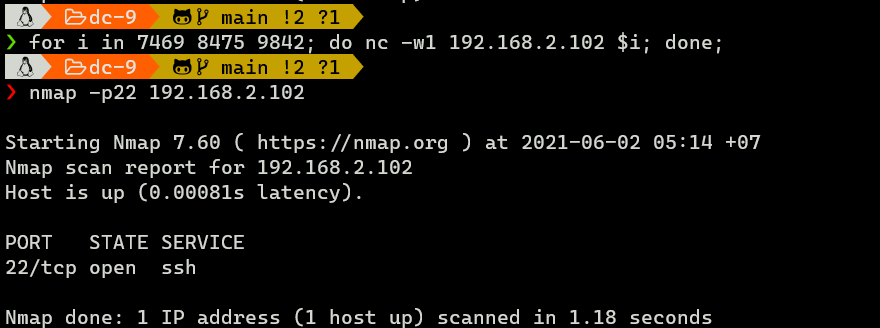 dc-9 main !2 ?1
❯ for i in 7469 8475 9842; do nc -w1 192.168.2.102 $i; done;
dc-9 main !2 ?1
❯ nmap -p22 192.168.2.102
Starting Nmap 7.60 ( https://nmap.org ) at 2021-06-02 05:14 +07
Nmap scan report for 192.168.2.102
Host is up (0.00081s latency).
PORT   STATE SERVICE
22/tcp open  ssh
Nmap done: 1 IP address (1 host up) scanned in 1.18 seconds